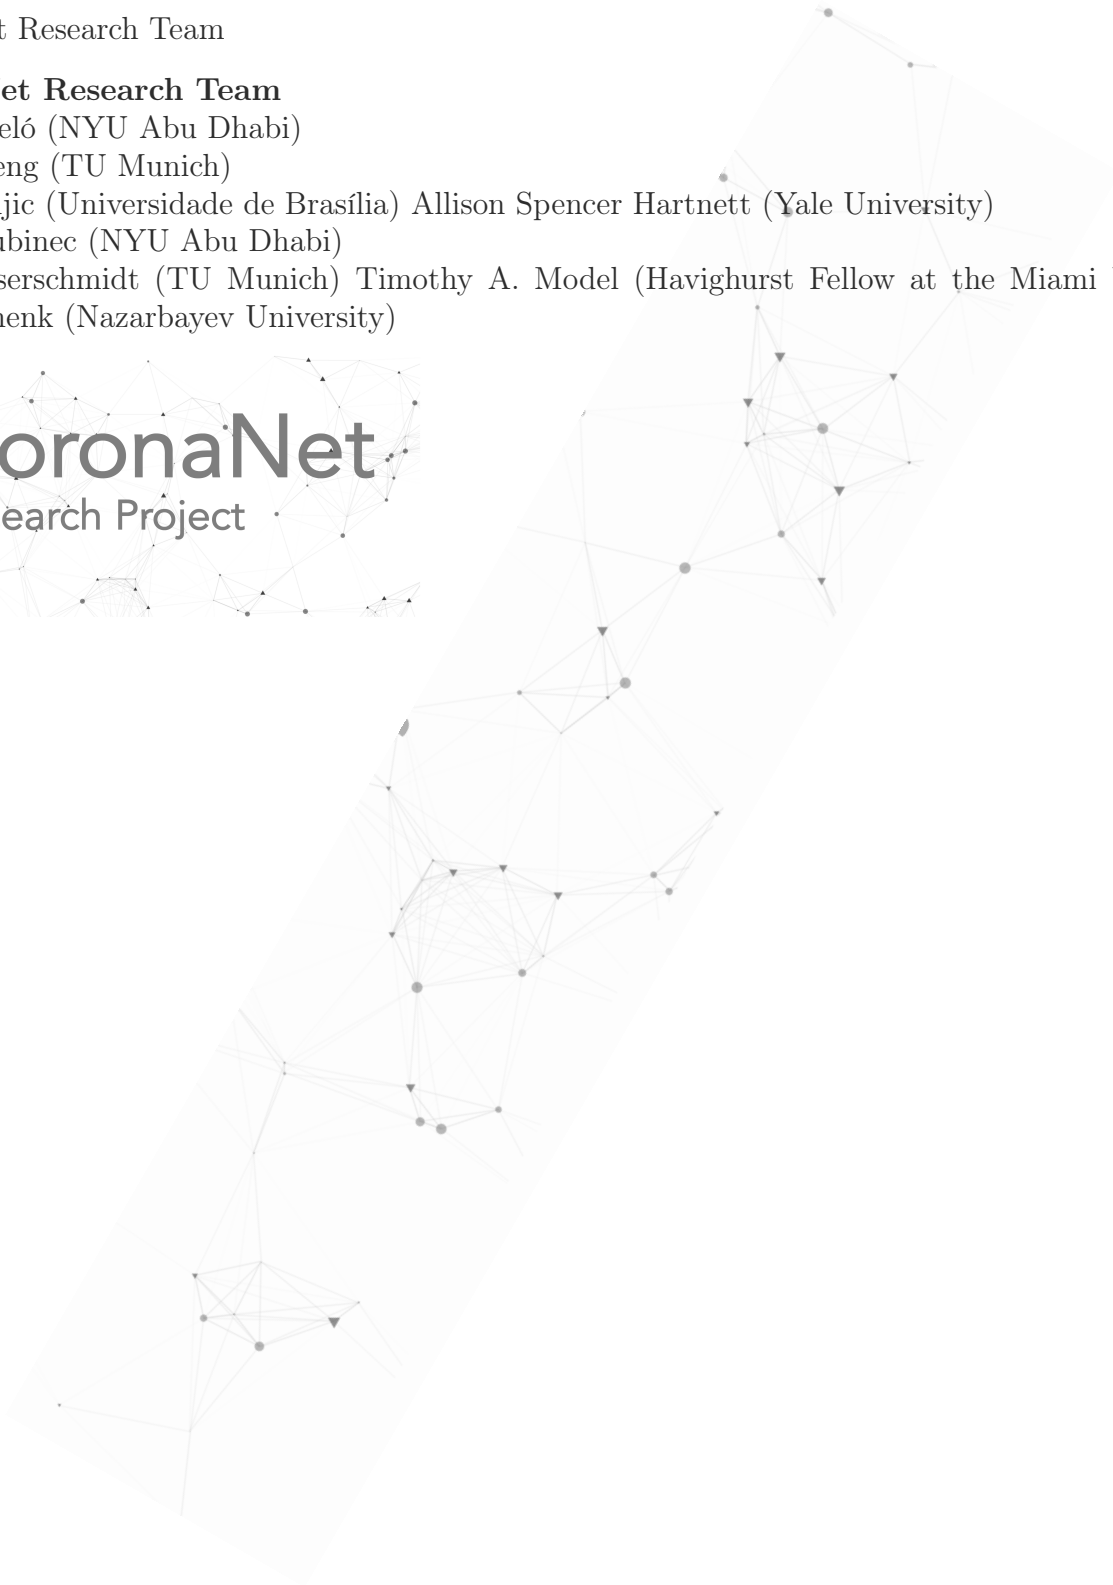 t Research Team
et Research Team
eló (NYU Abu Dhabi)
eng (TU Munich)
jic (Universidade de Brasília) Allison Spencer Hartnett (Yale University)
ubinec (NYU Abu Dhabi)
serschmidt (TU Munich) Timothy A. Model (Havighurst Fellow at the Miami
henk (Nazarbayev University)
oronaNet
earch Project